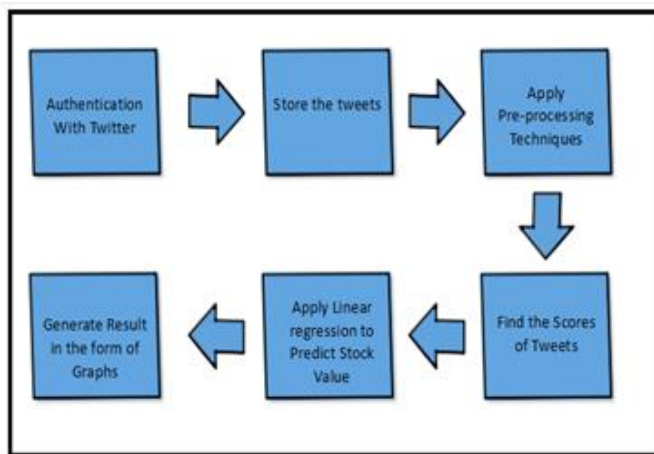 Authentication
With Twitter
Store the tweets
Apply
Pre-processing
Techniques
Find the Scores
of Tweets
Apply Linear
regression to
Predict Stock
Value
Generate Result
in the form of
Graphs